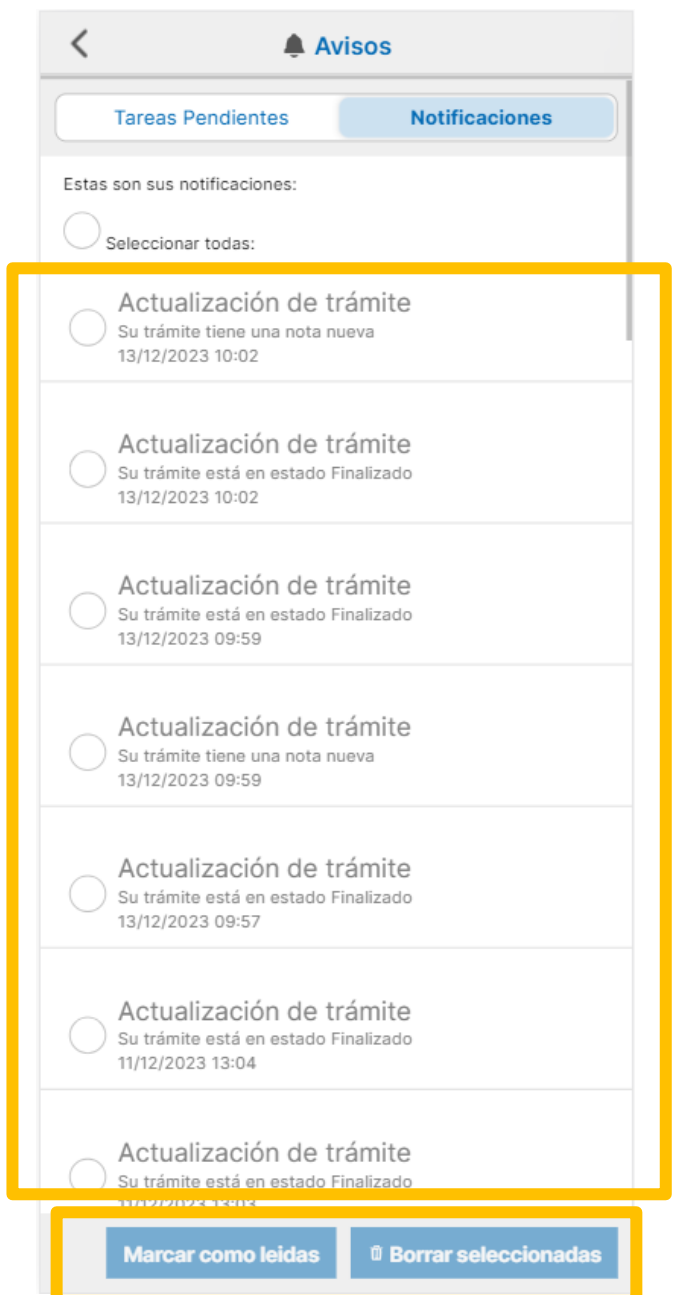 Avisos
Tareas Pendientes
Notificaciones
Estas son sus notificaciones:
Seleccionar todas:
Actualización de trámite
Su trámite tiene una nota nueva
13/12/2023 10:02
Actualización de trámite
Su trámite está en estado Finalizado
13/12/2023 10:02
Actualización de trámite
Su trámite está en estado Finalizado
13/12/2023 09:59
Actualización de trámite
Su trámite tiene una nota nueva
13/12/2023 09:59
Actualización de trámite
Su trámite está en estado Finalizado
13/12/2023 09:57
Actualización de trámite
Su trámite está en estado Finalizado
11/12/2023 13:04
Actualización de trámite
Su trámite está en estado Finalizado
11/12/2023 13:03
Marcar como leidas
Borrar seleccionadas